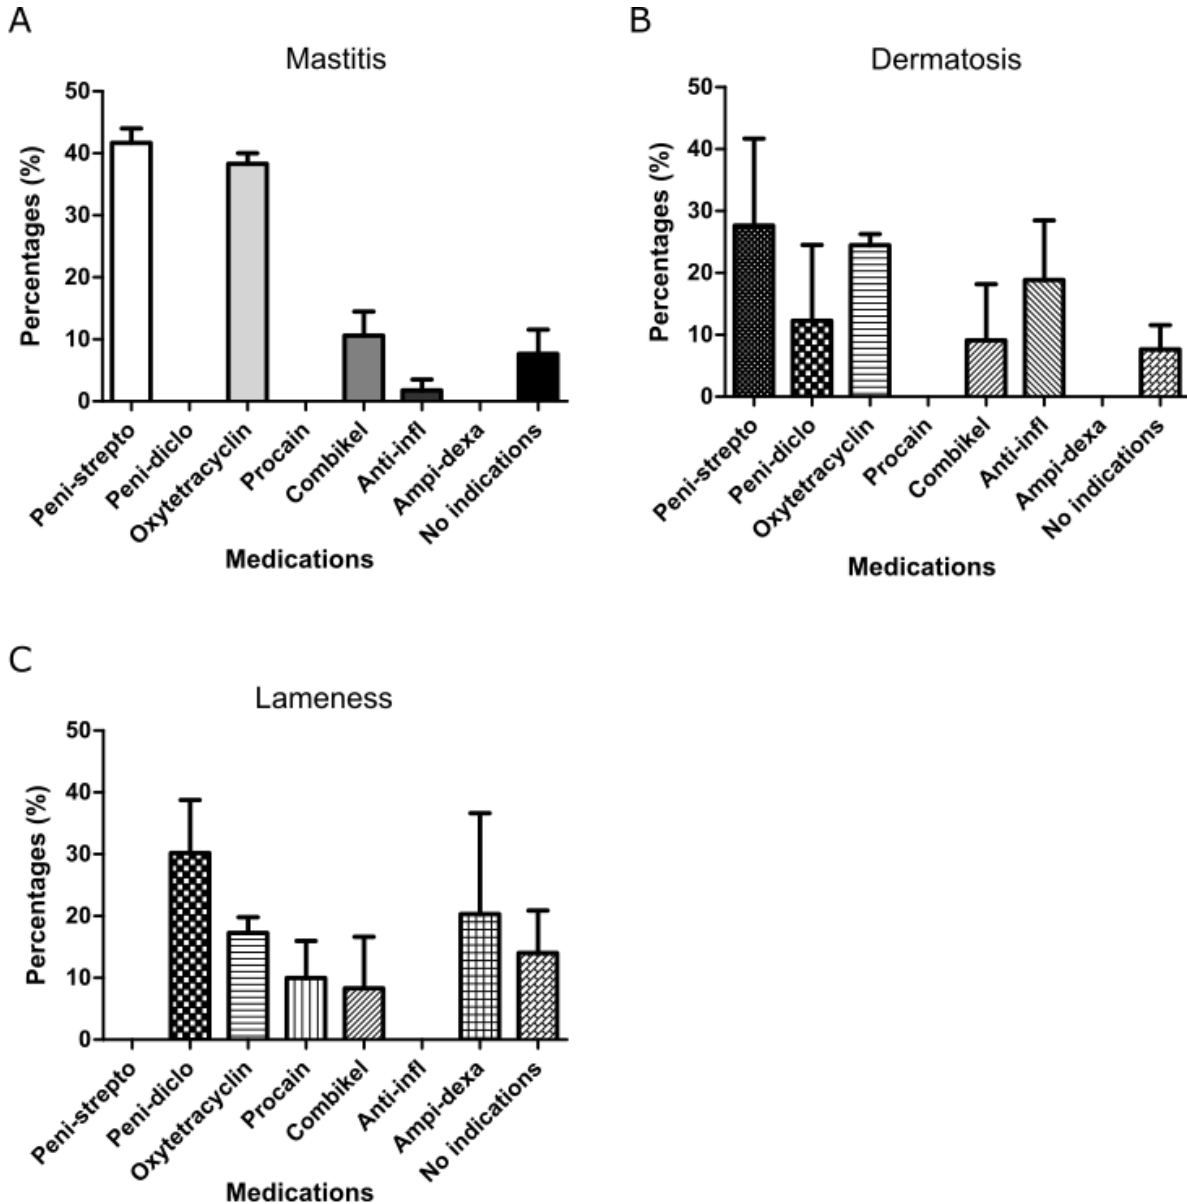 A
Mastitis
50
40
30
20
10
0
Percentages (%)
Peni-strepto
Peni-diclo
Oxytetracyclin
Procain
Combikel
Anti-infl
Ampi-dexa
No indications
Medications
B
Dermatosis
50
40
30
20
10
0
Percentages (%)
Peni-strepto
Peni-diclo
Oxytetracyclin
Procain
Combikel
Anti-infl
Ampi-dexa
No indications
Medications
C
Lameness
50
40
30
20
10
0
Percentages (%)
Peni-strepto
Peni-diclo
Oxytetracyclin
Procain
Combikel
Anti-infl
Ampi-dexa
No indications
Medications